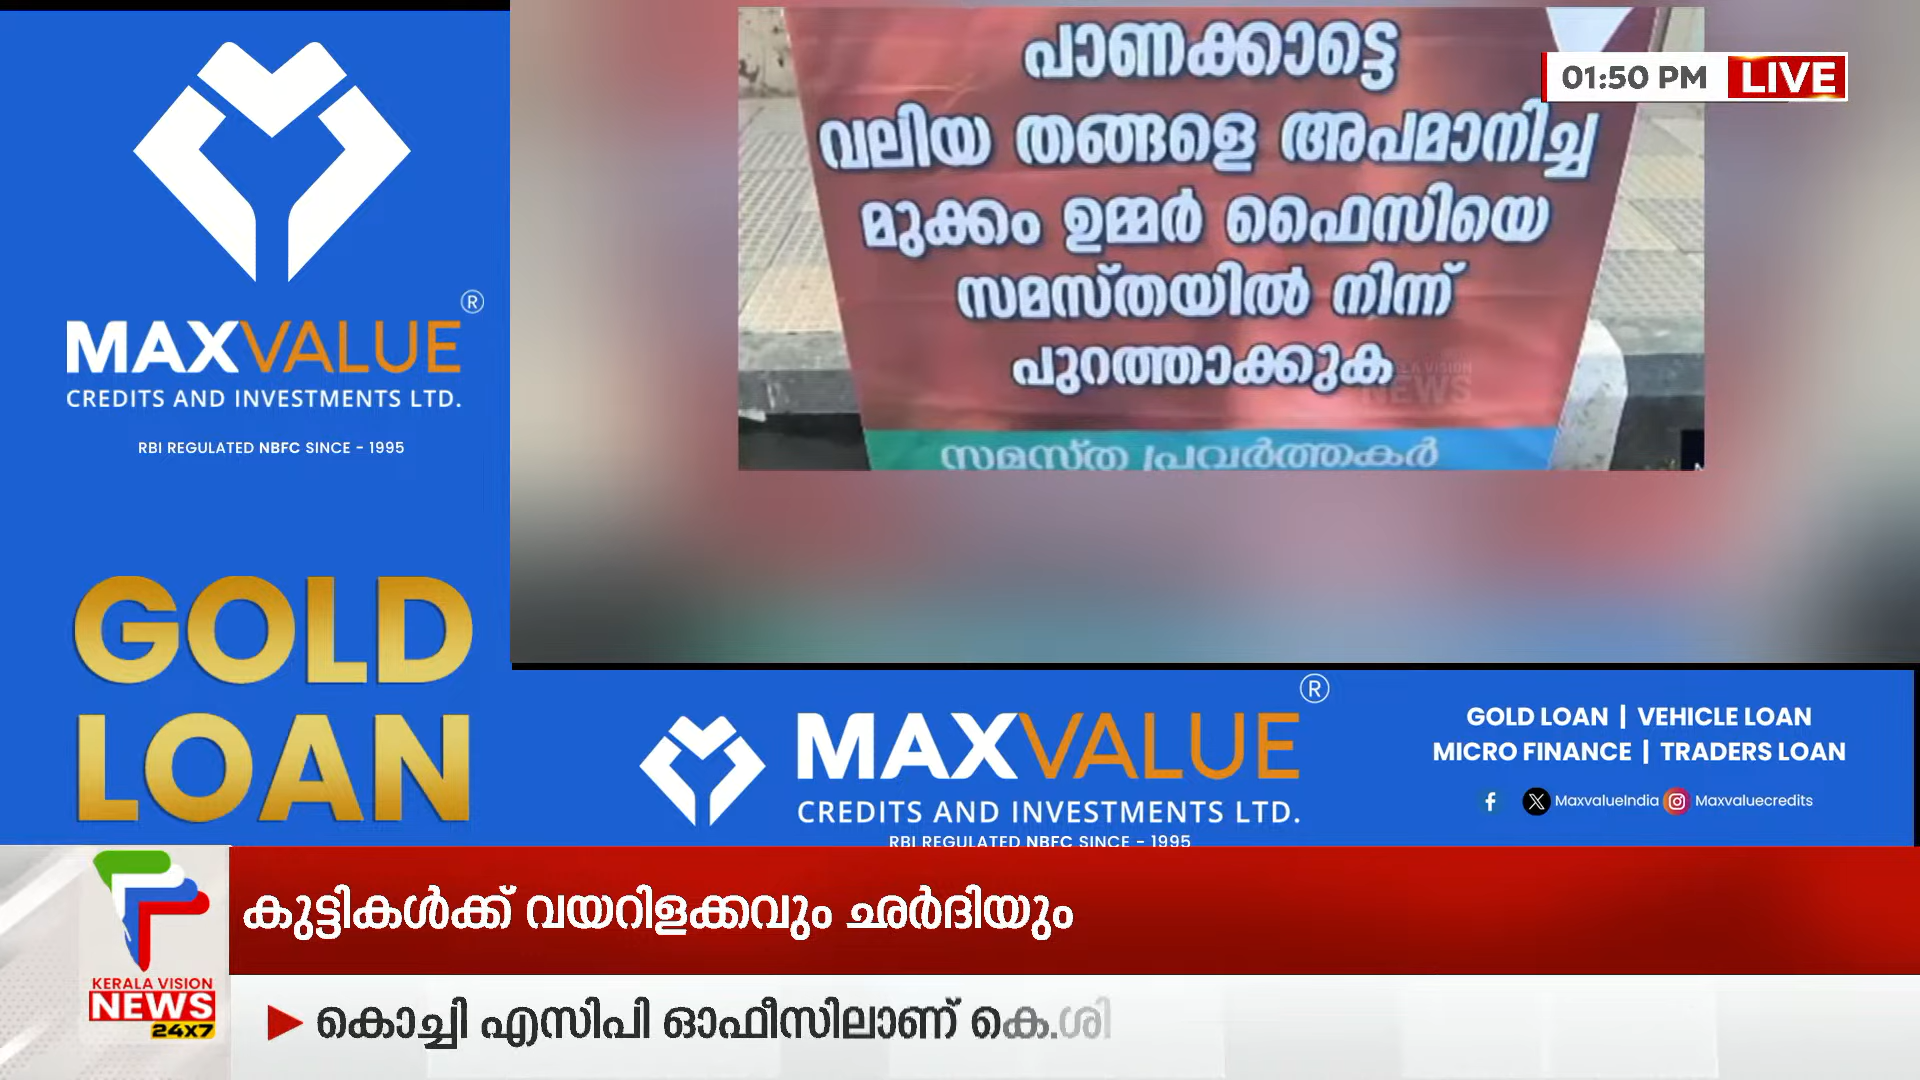 MAXVALUE®
CREDITS AND INVESTMENTS LTD.
RBI REGULATED NBFC SINCE - 1995
GOLD
LOAN
പാണക്കാട്ടെ
വലിയ തങ്ങളെ അപമാനിച്ച
മുക്കം ഉമ്മർ ഫൈസിയെ
സമസ്തയിൽ നിന്ന്
പുറത്താക്കുക
സമസ്ത പ്രവർത്തകർ
01:50 PM LIVE
MAXVALUE®
CREDITS AND INVESTMENTS LTD.
RBI REGULATED NBFC SINCE - 1995
GOLD LOAN | VEHICLE LOAN
MICRO FINANCE | TRADERS LOAN
MaxvalueIndia Maxvaluecredits
കുട്ടികൾക്ക് വയറിളക്കവും ഛർദിയും
KERALA VISION
NEWS
24x7
കൊച്ചി എസിപി ഓഫീസിലാണ് കെ.ശി